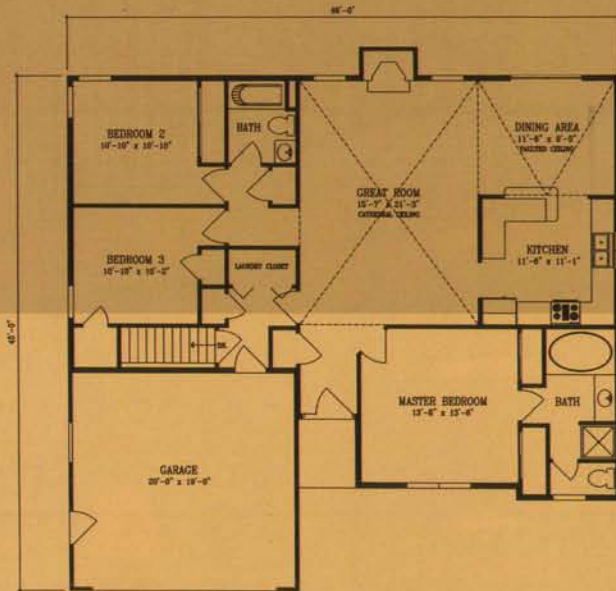 BEDROOM 2
BATH
DINING AREA
VAULTED CEILING
GREAT ROOM
15'-7" X 21'-3"
CATHEDRAL CEILING
BEDROOM 3
10'-10" x 10'-2"
LAUNDRY CLOSET
KITCHEN
11'-6" x 11'-1"
45'-0"
DN.
MASTER BEDROOM
13'-6" x 13'-6"
BATH
GARAGE